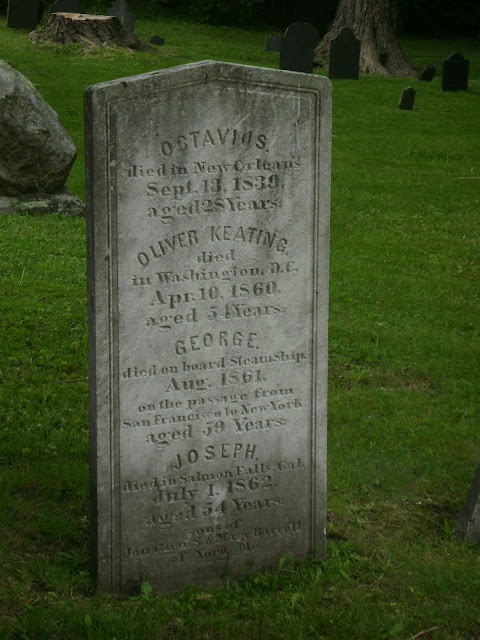 OCTAVIUS,
died in New Orleans
Sept. 13, 1839,
aged 28 Years.
OLIVER KEATING,
died
in Washington, D.C.
Apr. 10, 1860.
aged 54 Years.
GEORGE,
died on board SteamShip,
Aug. 1861,
on the passage from
San Francisco to New York.
aged 59 Years.
JOSEPH,
died in Salmon Falls, Cal.
July 1, 1862.
aged 54 Years.
sons of
Jonathan S. & Mary Barrell
of York, Me.